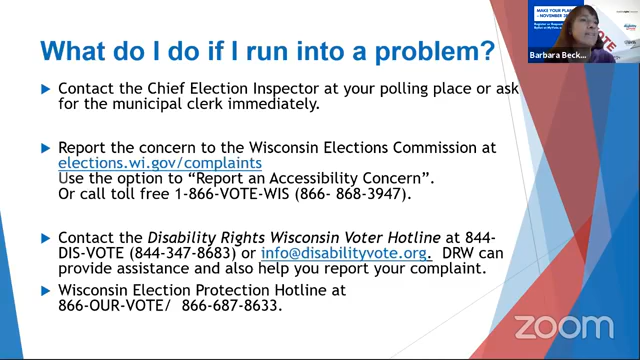 What do I do if I run into a problem?
Contact the Chief Election Inspector at your polling place or ask
for the municipal clerk immediately.
Report the concern to the Wisconsin Elections Commission at
elections.wi.gov/complaints
Use the option to “Report an Accessibility Concern”.
Or call toll free 1-866-VOTE-WIS (866- 868-3947).
Contact the Disability Rights Wisconsin Voter Hotline at 844-
DIS-VOTE (844-347-8683) or info@disabilityvote.org. DRW can
provide assistance and also help you report your complaint.
Wisconsin Election Protection Hotline at
866-OUR-VOTE/ 866-687-8633.
MAKE YOUR PLAN
VOTE
Barbara Beck...
zoom